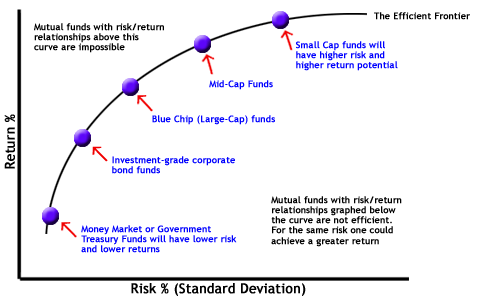 Mutual funds with risk/return
relationships above this
curve are impossible
The Efficient Frontier
Small Cap funds will
have higher risk and
higher return potential
Mid-Cap Funds
Blue Chip (Large-Cap) funds
Investment-grade corporate
bond funds
Money Market or Government
Treasury Funds will have lower risk
and lower returns
Mutual funds with risk/return
relationships graphed below
the curve are not efficient.
For the same risk one could
achieve a greater return
Return %
Risk % (Standard Deviation)